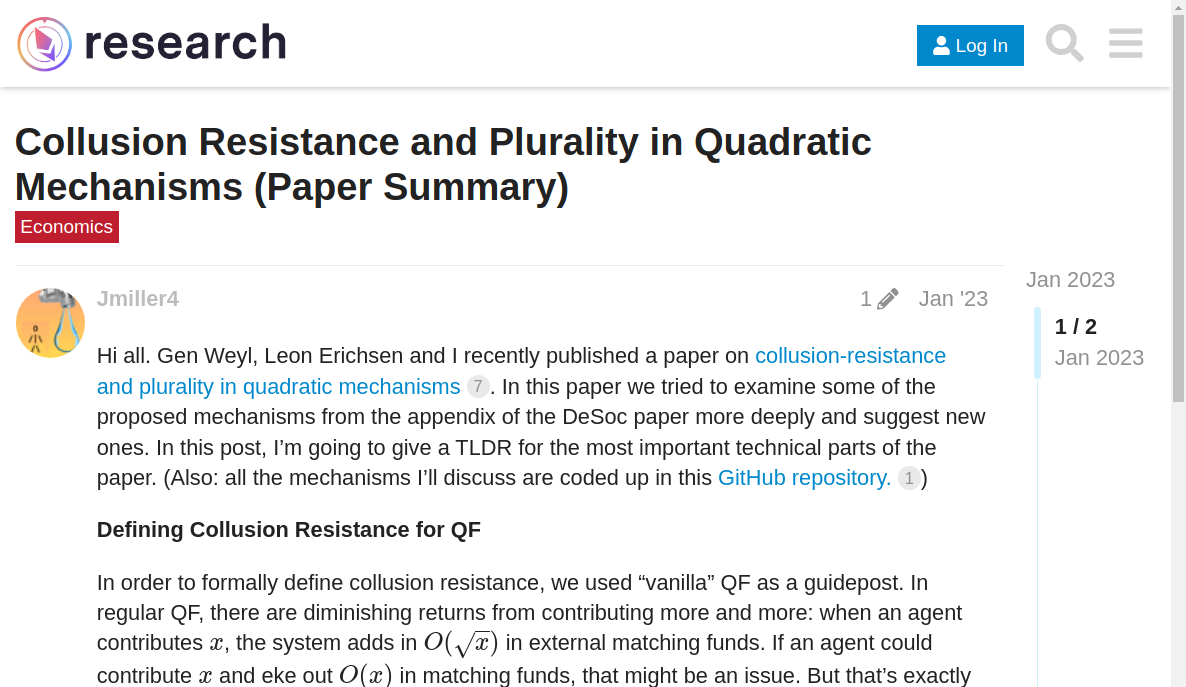 research
Log In
Collusion Resistance and Plurality in Quadratic
Mechanisms (Paper Summary)
Economics
Jmiller4
1
Jan '23
Jan 2023
1 / 2
Jan 2023
Hi all. Gen Weyl, Leon Erichsen and I recently published a paper on collusion-resistance
and plurality in quadratic mechanisms 7. In this paper we tried to examine some of the
proposed mechanisms from the appendix of the DeSoc paper more deeply and suggest new
ones. In this post, I’m going to give a TLDR for the most important technical parts of the
paper. (Also: all the mechanisms I’ll discuss are coded up in this GitHub repository. 1)
Defining Collusion Resistance for QF
In order to formally define collusion resistance, we used “vanilla” QF as a guidepost. In
regular QF, there are diminishing returns from contributing more and more: when an agent
contributes x, the system adds in O(√x) in external matching funds. If an agent could
contribute x and eke out O(x) in matching funds, that might be an issue. But that’s exactly